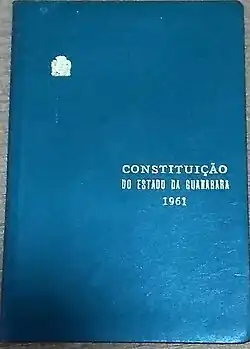 CONSTITUIÇÃO
DO ESTADO DA GUANABARA
1961